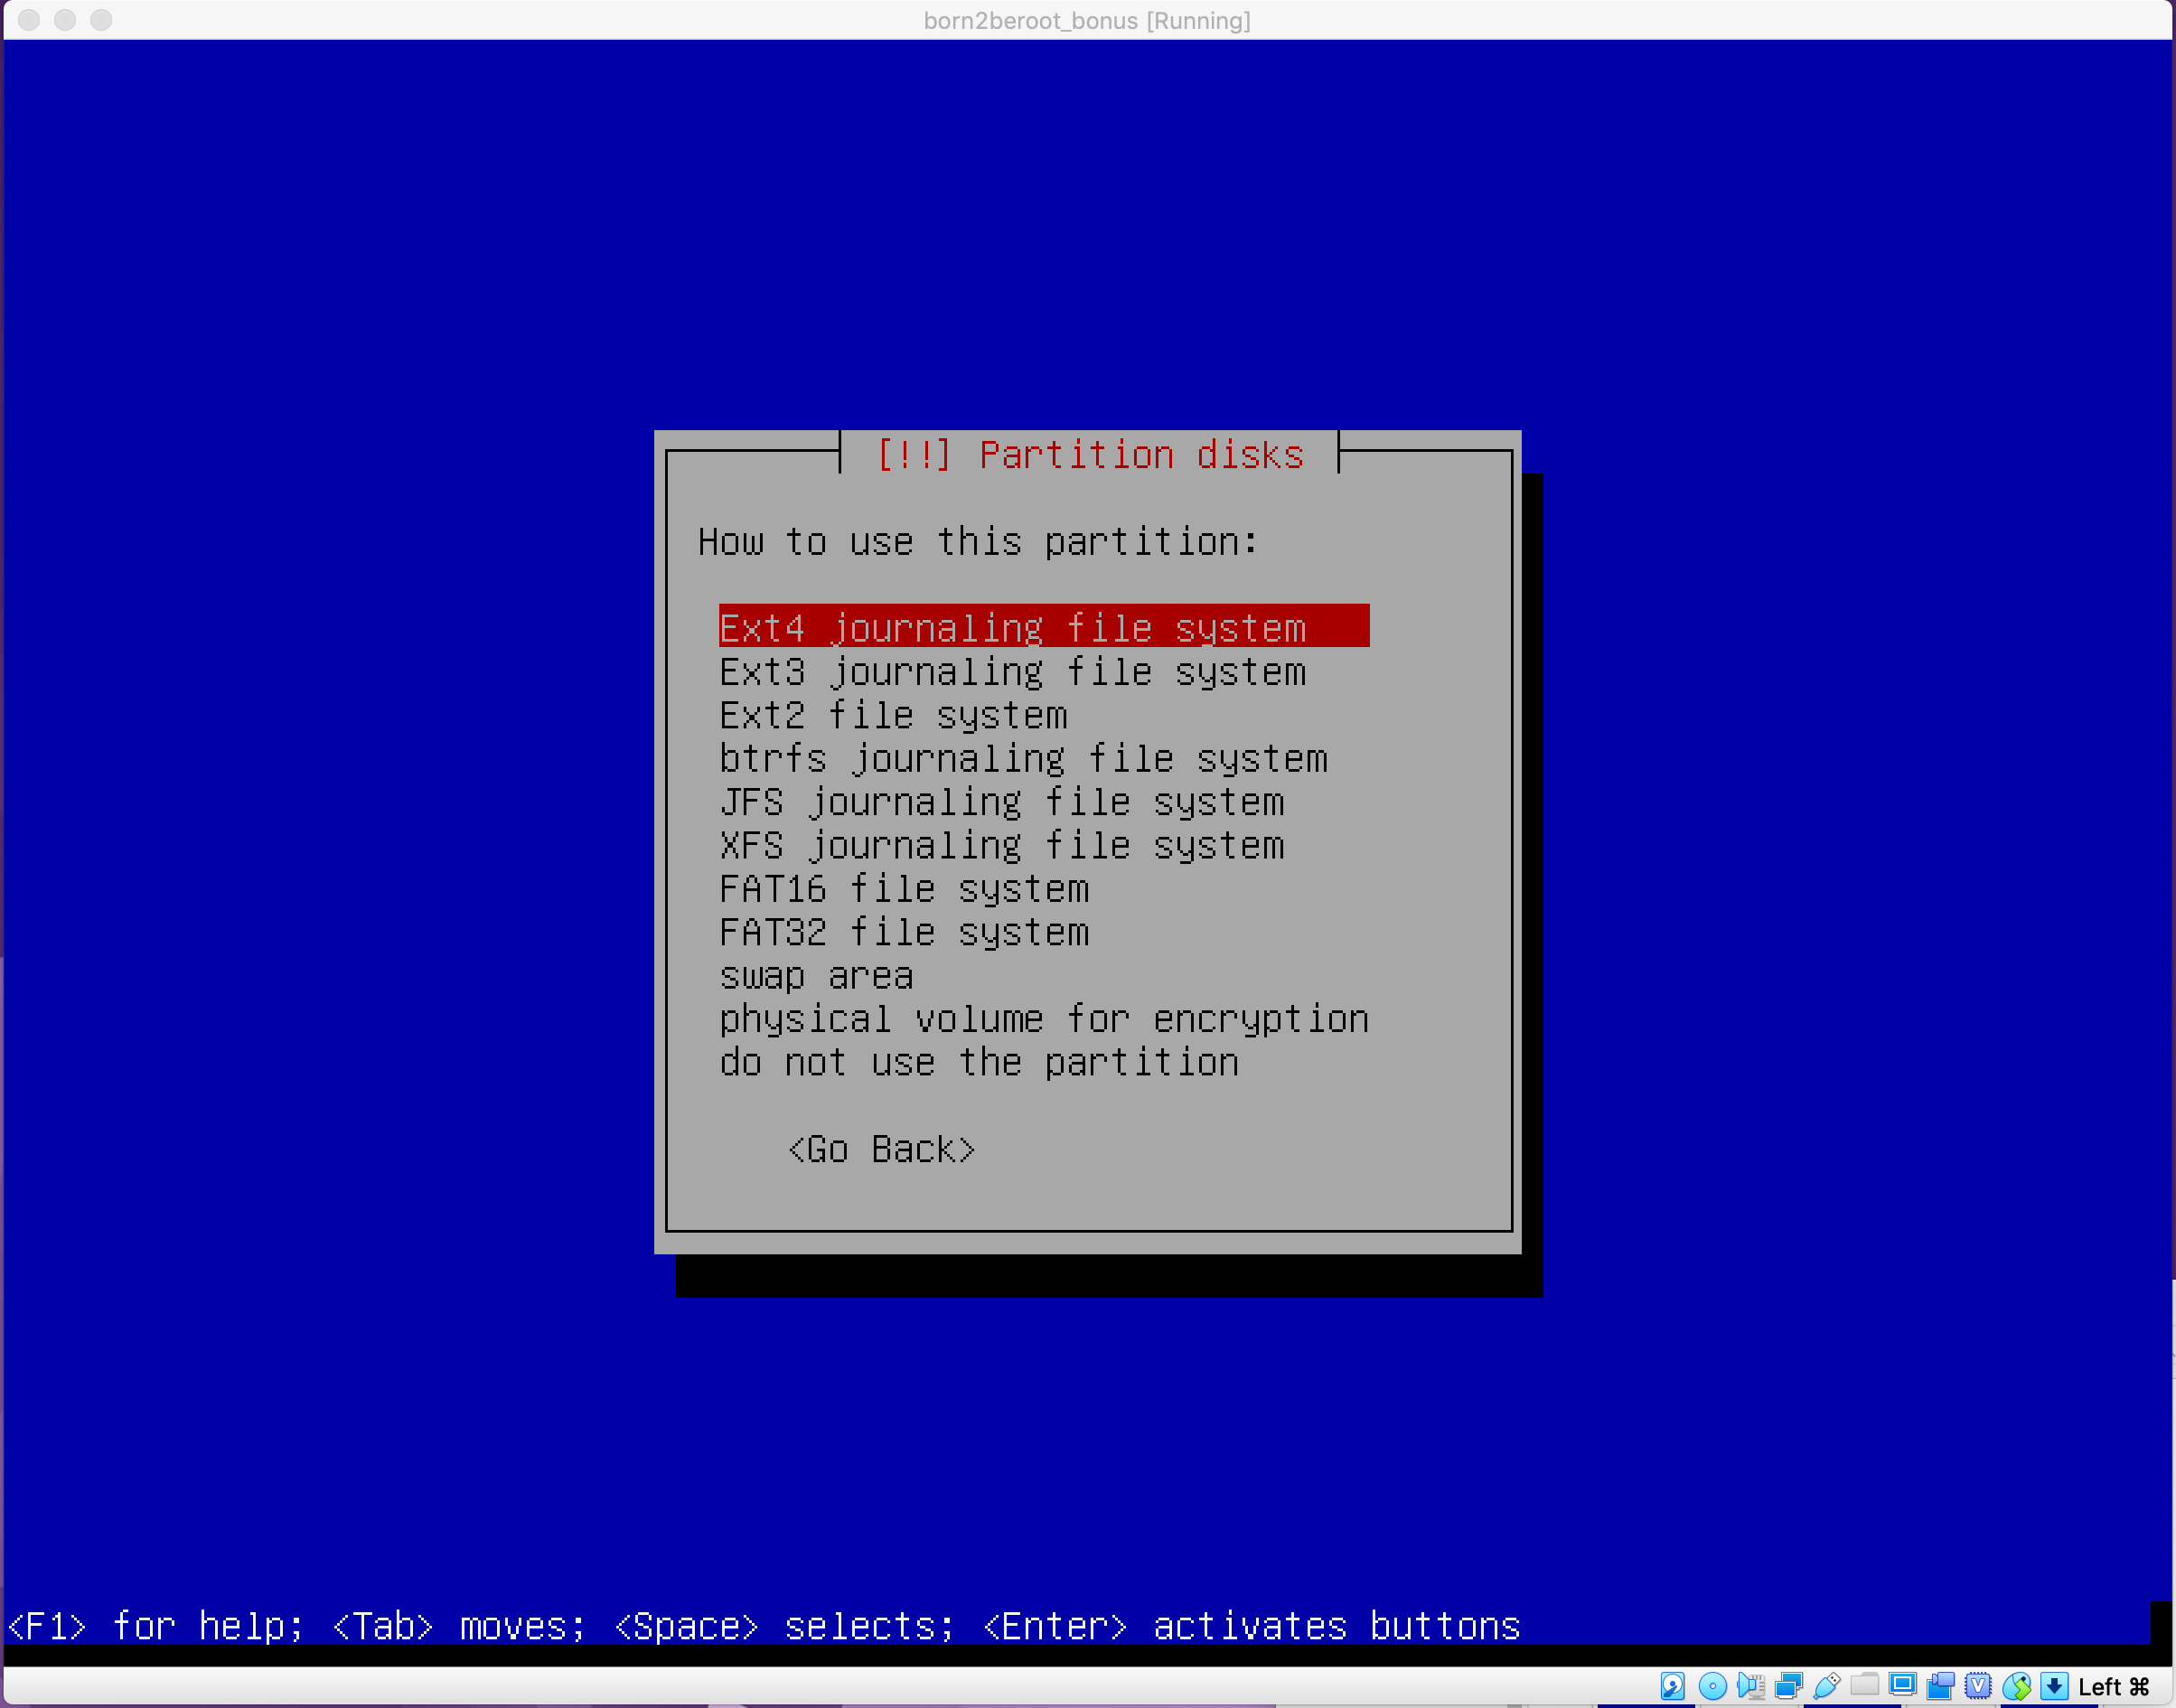 born2beroot_bonus [Running]
[!!] Partition disks
How to use this partition:
Ext4 journaling file system
Ext3 journaling file system
Ext2 file system
btrfs journaling file system
JFS journaling file system
XFS journaling file system
FAT16 file system
FAT32 file system
swap area
physical volume for encryption
do not use the partition
<Go Back>
<F1> for help; <Tab> moves; <Space> selects; <Enter> activates buttons
Left ⌘